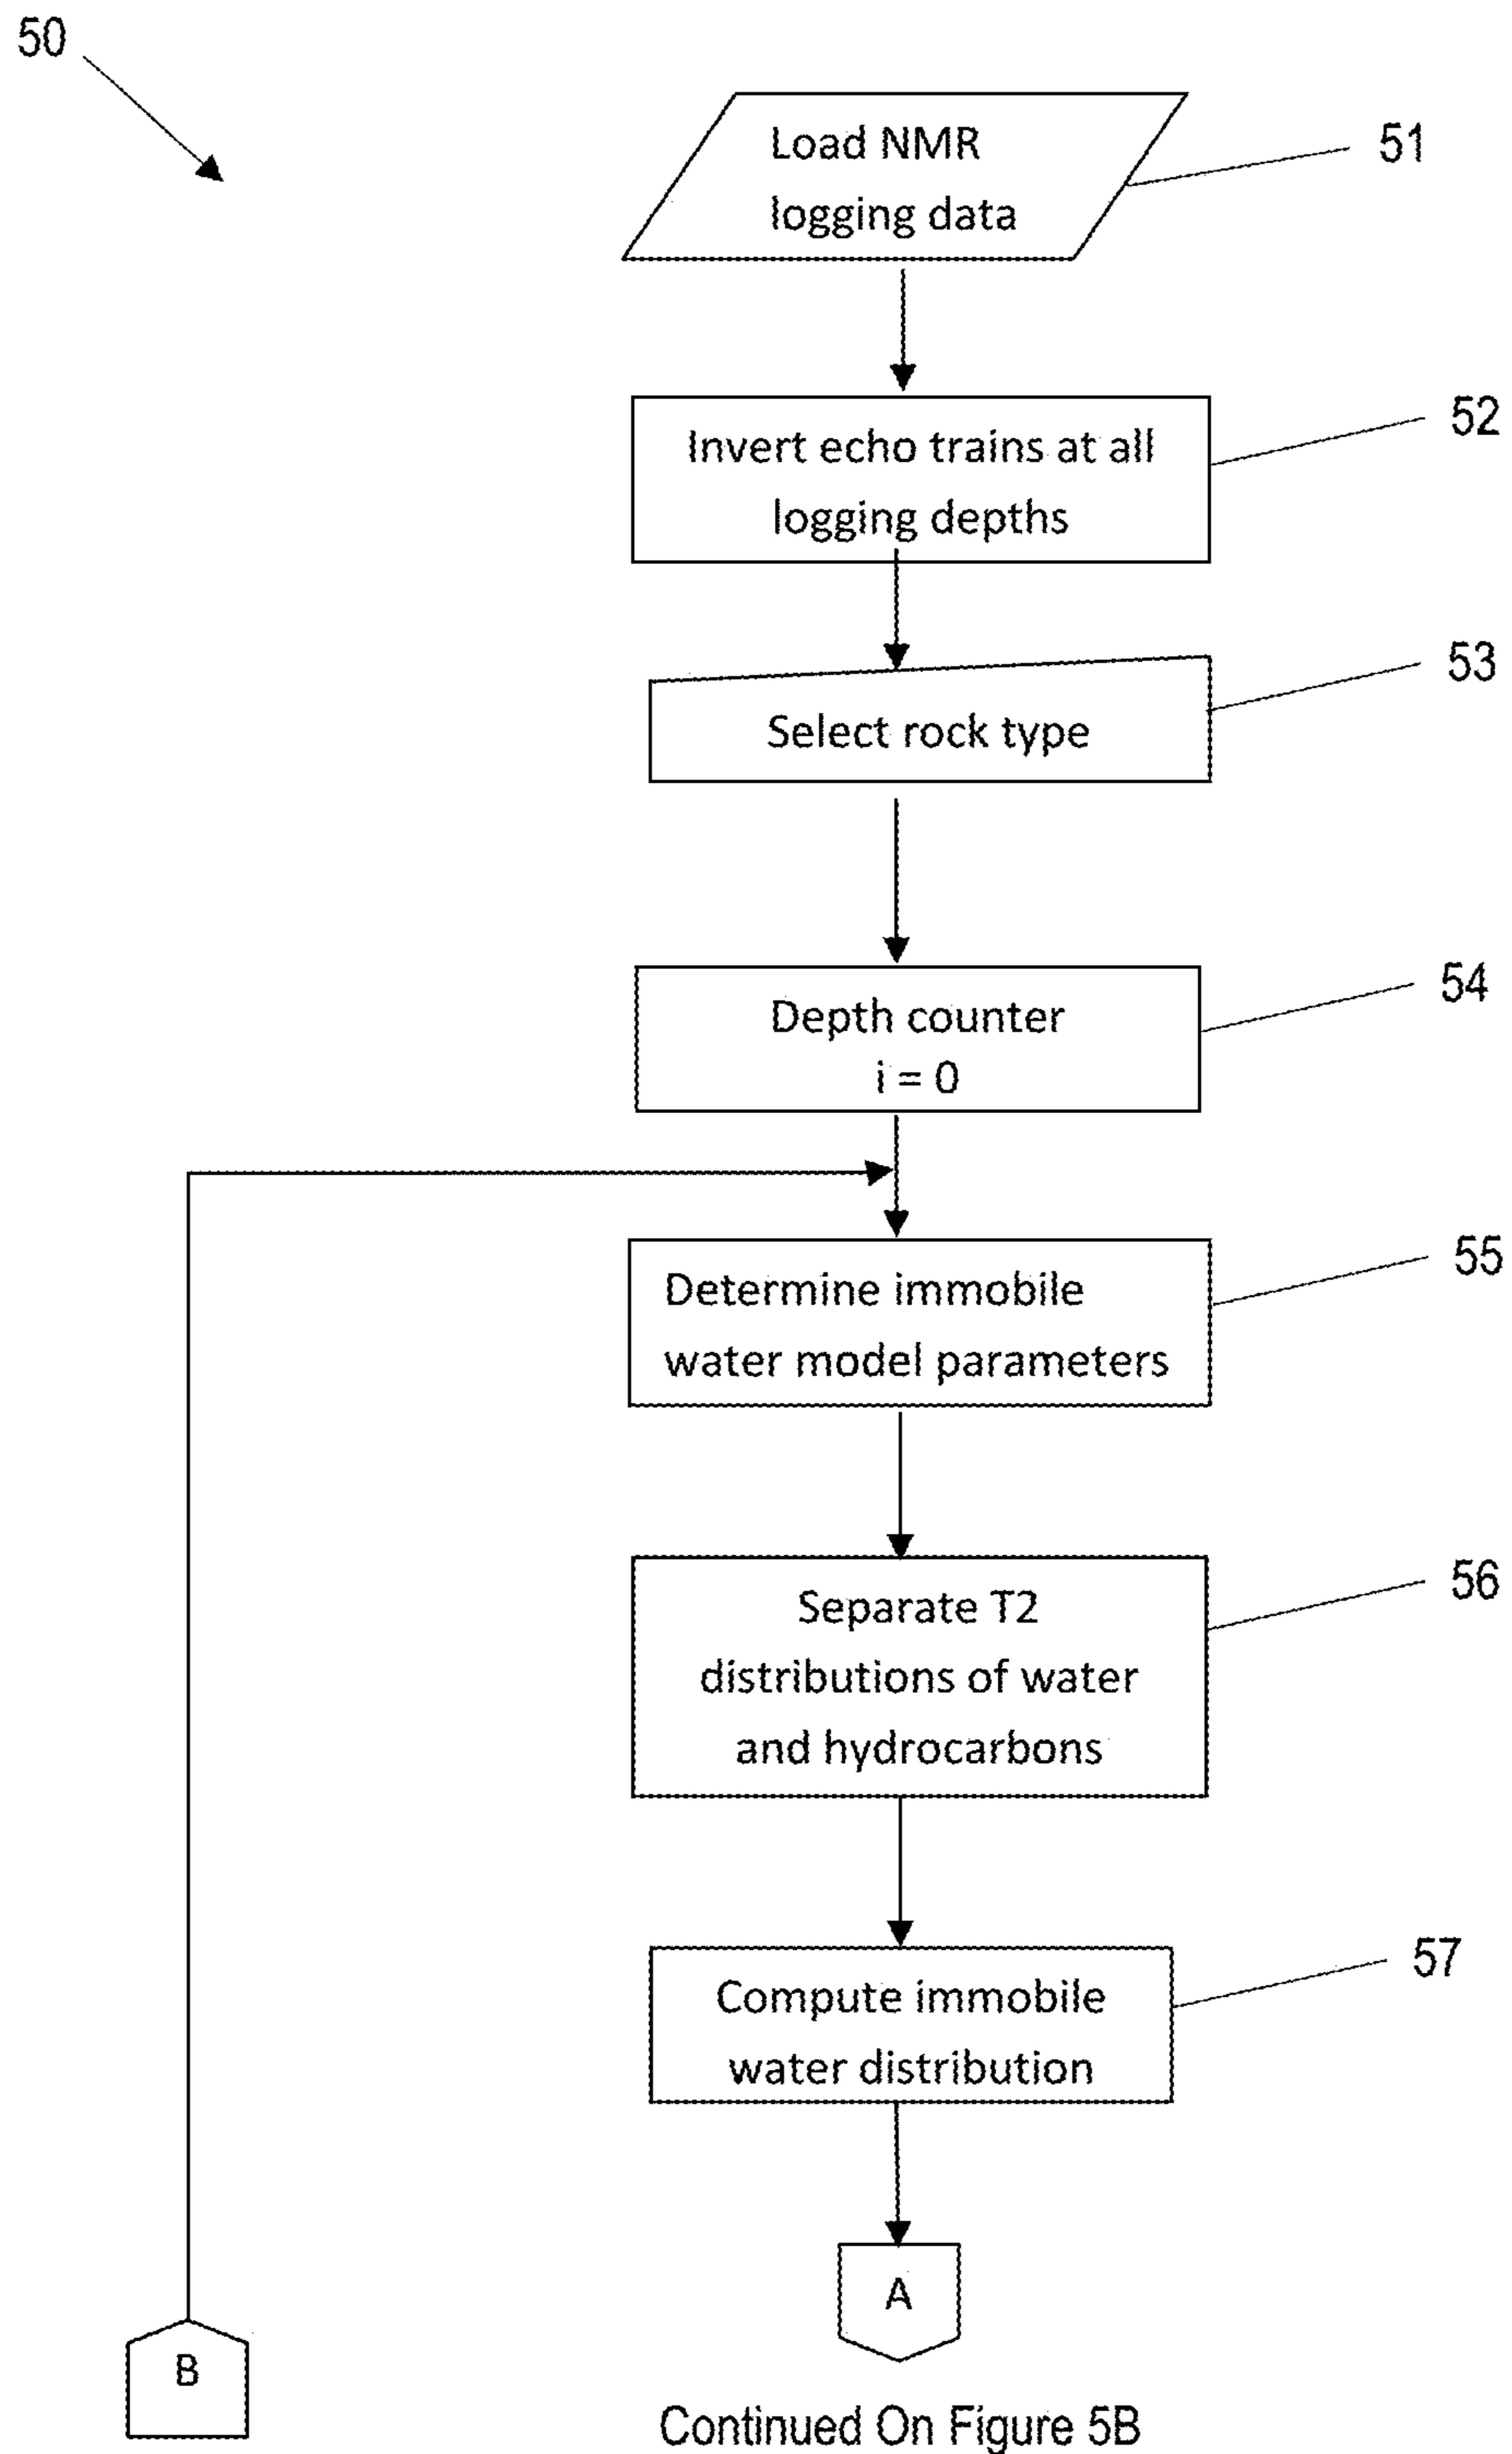 50
Load NMR
logging data
51
Invert echo trains at all
logging depths
52
Select rock type
53
Depth counter
i = 0
54
Determine immobile
water model parameters
55
Separate T2
distributions of water
and hydrocarbons
56
Compute immobile
water distribution
57
A
B
Continued On Figure 5B